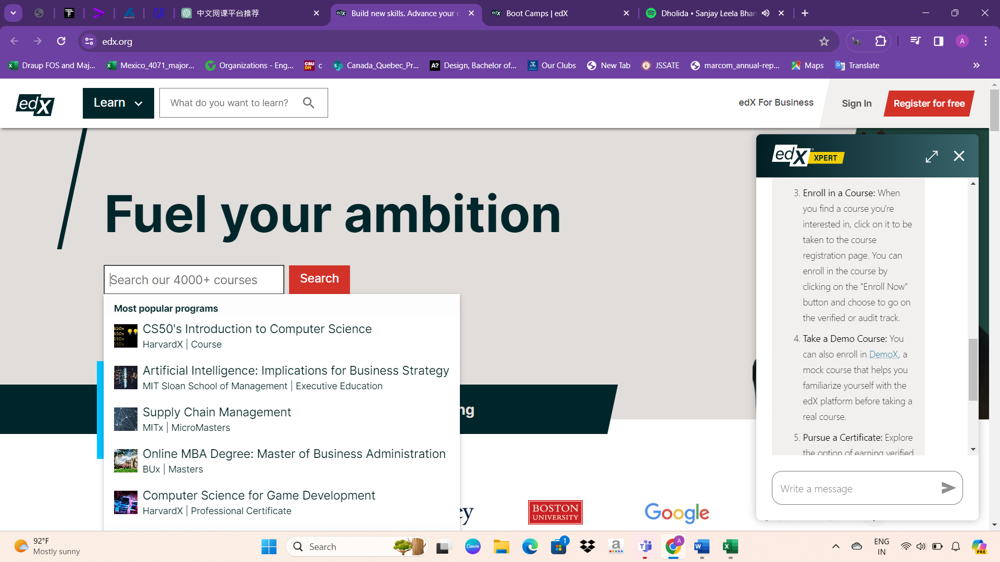 中文网课平台推荐
edX
Build new skills. Advance your c
edX
Boot Camps | edX
Dholida • Sanjay Leela Bhan
edx.org
A
Draup FOS and Maj...
Mexico_4071_major...
Organizations - Eng...
CSU
DH
c
Canada_Quebec_Pr...
A?
Design, Bachelor of...
Our Clubs
New Tab
JSSATE
marcom_annual-rep...
Maps
Translate
edX
Learn
What do you want to learn?
edX For Business
Sign In
Register for free
Fuel your ambition
Search our 4000+ courses
Search
Most popular programs
CS50's Introduction to Computer Science
HarvardX | Course
Artificial Intelligence: Implications for Business Strategy
MIT Sloan School of Management | Executive Education
Supply Chain Management
MITx | MicroMasters
Online MBA Degree: Master of Business Administration
BUx | Masters
Computer Science for Game Development
HarvardX | Professional Certificate
ng
ey
BOSTON
UNIVERSITY
Google
edX XPERT
3. Enroll in a Course: When
you find a course you're
interested in, click on it to be
taken to the course
registration page. You can
enroll in the course by
clicking on the "Enroll Now"
button and choose to go on
the verified or audit track.
4. Take a Demo Course: You
can also enroll in DemoX, a
mock course that helps you
familiarize yourself with the
edX platform before taking a
real course.
5. Pursue a Certificate: Explore
the option of earning verified
Write a message
92°F
Mostly sunny
Search
Canva
1
a
A
W
X
ENG
IN
PRE